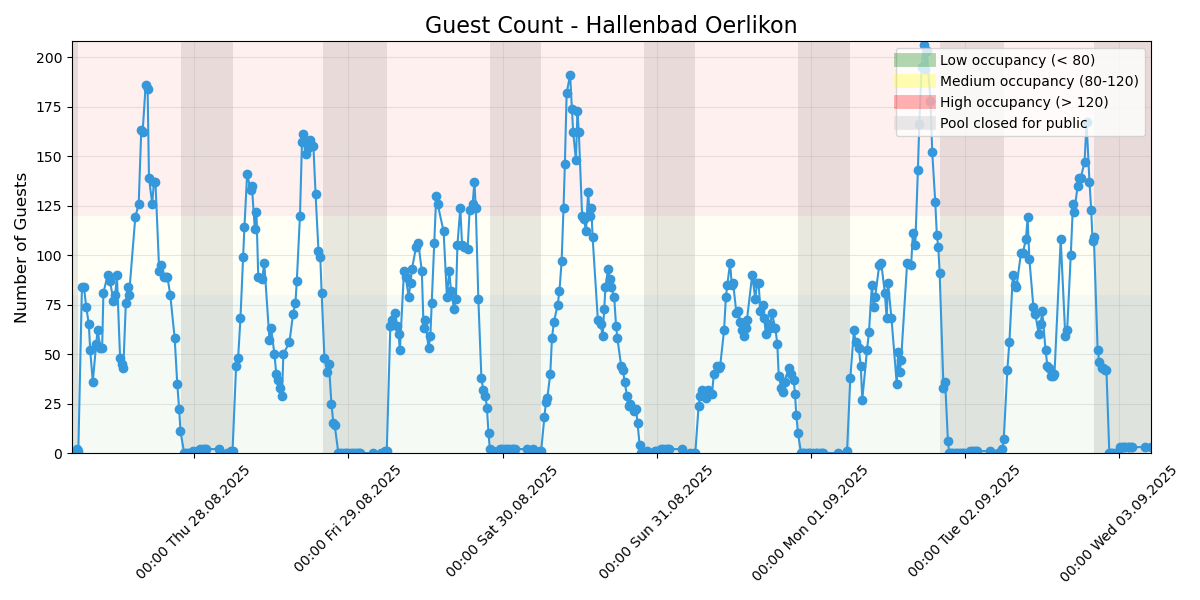 Guest Count - Hallenbad Oerlikon
Number of Guests
200
175
150
125
100
75
50
25
0
Low occupancy (< 80)
Medium occupancy (80-120)
High occupancy (> 120)
Pool closed for public
00:00 Thu 28.08.2025
00:00 Fri 29.08.2025
00:00 Sat 30.08.2025
00:00 Sun 31.08.2025
00:00 Mon 01.09.2025
00:00 Tue 02.09.2025
00:00 Wed 03.09.2025